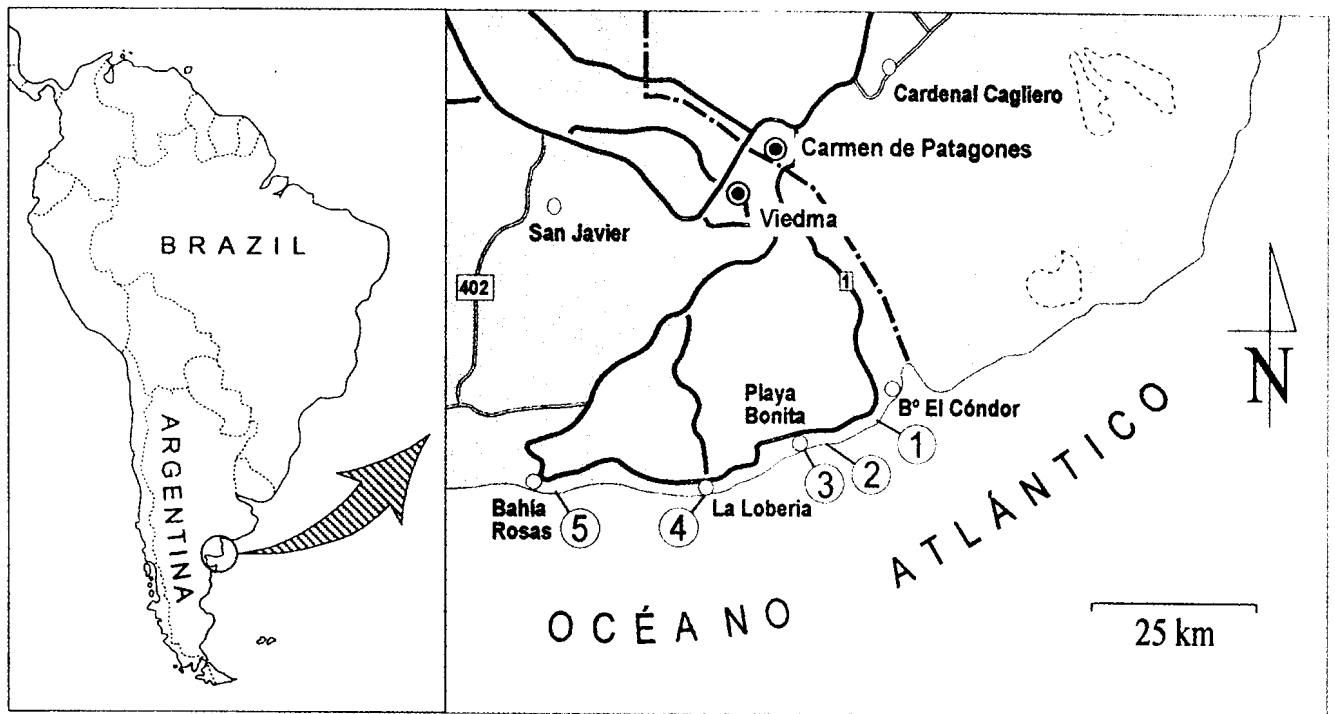 BRAZIL
ARGENTINA
Cardenal Cagliero
Carmen de Patagones
Viedma
San Javier
402
1
Playa
Bonita
Bº El Cóndor
1
2
3
La Loberia
4
Bahía
Rosas
5
OCÉANO ATLÁNTICO
N
25 km